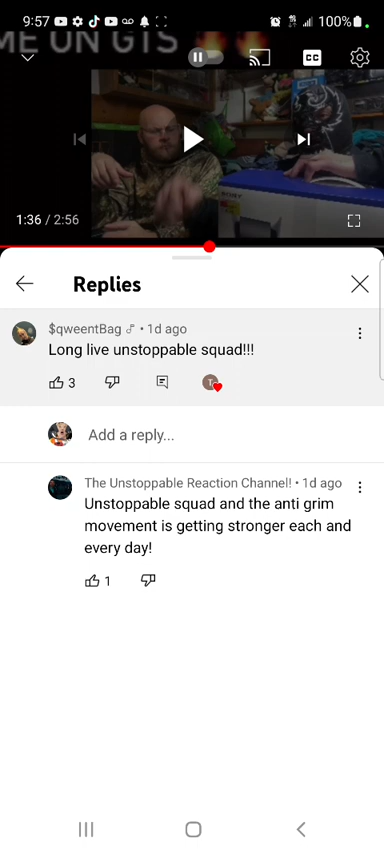 9:57
100%
ME ON GTS
CC
1:36 / 2:56
Replies
$qweentBag • 1d ago
Long live unstoppable squad!!!
3
T
Add a reply...
The Unstoppable Reaction Channel! • 1d ago
Unstoppable squad and the anti grim
movement is getting stronger each and
every day!
1